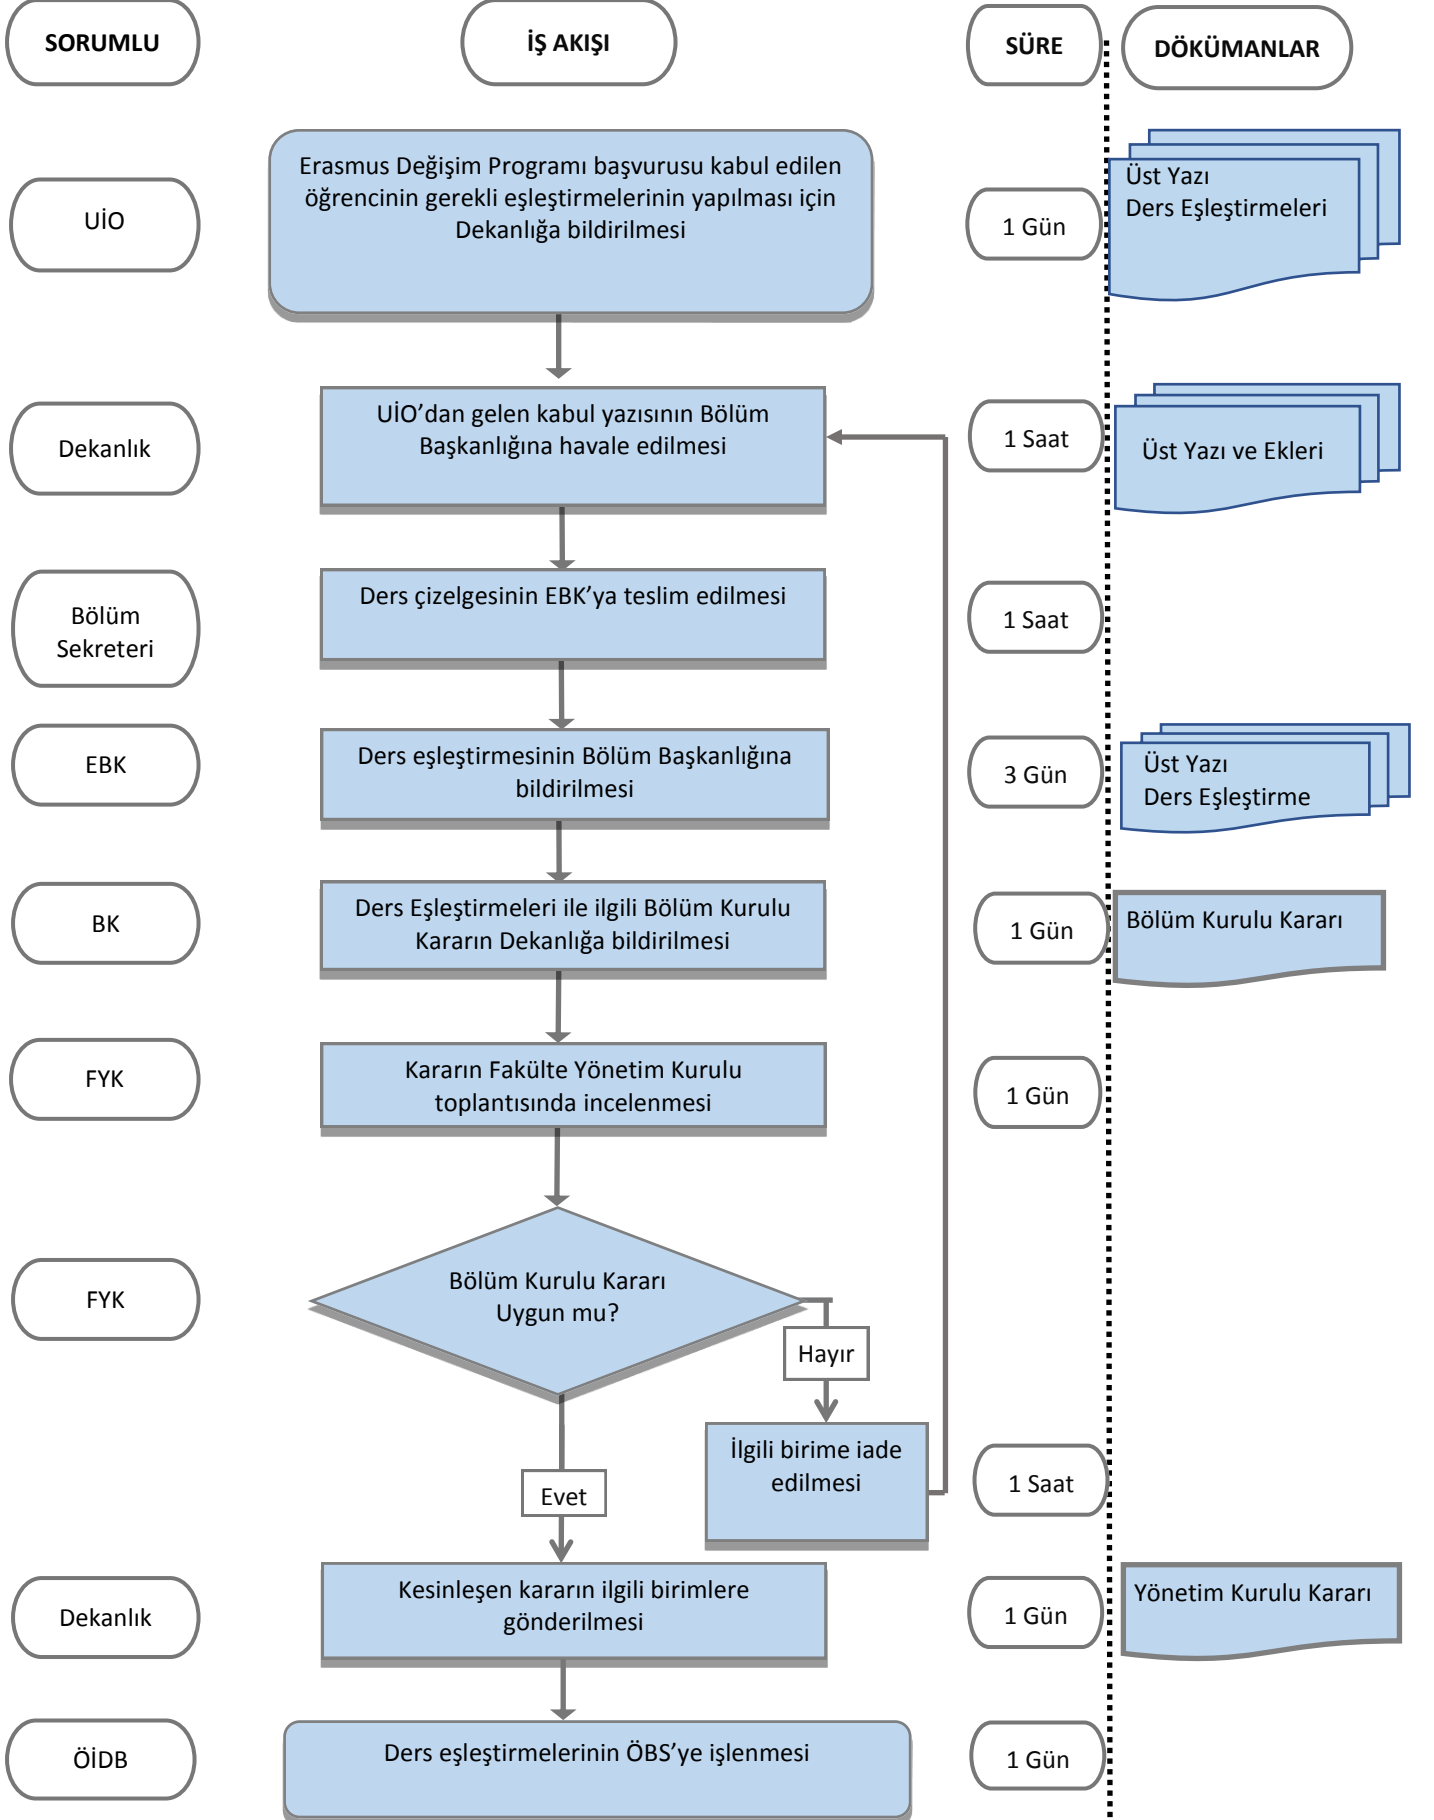 SORUMLU
İŞ AKIŞI
SÜRE
DÖKÜMANLAR
UİO
Erasmus Değişim Programı başvurusu kabul edilen
öğrencinin gerekli eşleştirmelerinin yapılması için
Dekanlığa bildirilmesi
1 Gün
Üst Yazı
Ders Eşleştirmeleri
Dekanlık
UİO’dan gelen kabul yazısının Bölüm
Başkanlığına havale edilmesi
1 Saat
Üst Yazı ve Ekleri
Bölüm
Sekreteri
Ders çizelgesinin EBK’ya teslim edilmesi
1 Saat
EBK
Ders eşleştirmesinin Bölüm Başkanlığına
bildirilmesi
3 Gün
Üst Yazı
Ders Eşleştirme
BK
Ders Eşleştirmeleri ile ilgili Bölüm Kurulu
Kararın Dekanlığa bildirilmesi
1 Gün
Bölüm Kurulu Kararı
FYK
Kararın Fakülte Yönetim Kurulu
toplantısında incelenmesi
1 Gün
FYK
Bölüm Kurulu Kararı
Uygun mu?
Hayır
İlgili birime iade
edilmesi
1 Saat
Evet
Dekanlık
Kesinleşen kararın ilgili birimlere
gönderilmesi
1 Gün
Yönetim Kurulu Kararı
ÖİDB
Ders eşleştirmelerinin ÖBS’ye işlenmesi
1 Gün